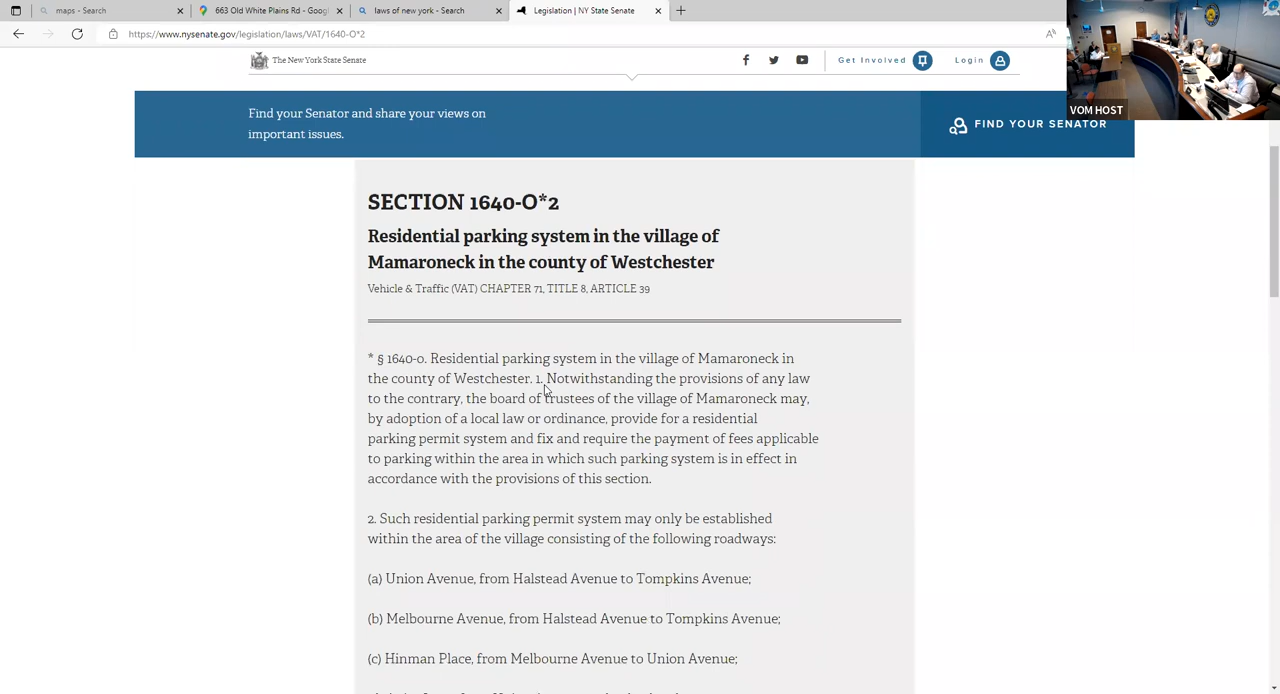 maps - Search
663 Old White Plains Rd - Goog
laws of new york - Search
Legislation | NY State Senate
https://www.nysenate.gov/legislation/laws/VAT/1640-O*2
The New York State Senate
Get Involved
Login
VOM HOST
Find your Senator and share your views on
important issues.
FIND YOUR SENATOR
SECTION 1640-O*2
Residential parking system in the village of
Mamaroneck in the county of Westchester
Vehicle & Traffic (VAT) CHAPTER 71, TITLE 8, ARTICLE 39
* § 1640-o. Residential parking system in the village of Mamaroneck in
the county of Westchester. 1. Notwithstanding the provisions of any law
to the contrary, the board of trustees of the village of Mamaroneck may,
by adoption of a local law or ordinance, provide for a residential
parking permit system and fix and require the payment of fees applicable
to parking within the area in which such parking system is in effect in
accordance with the provisions of this section.
2. Such residential parking permit system may only be established
within the area of the village consisting of the following roadways:
(a) Union Avenue, from Halstead Avenue to Tompkins Avenue;
(b) Melbourne Avenue, from Halstead Avenue to Tompkins Avenue;
(c) Hinman Place, from Melbourne Avenue to Union Avenue;